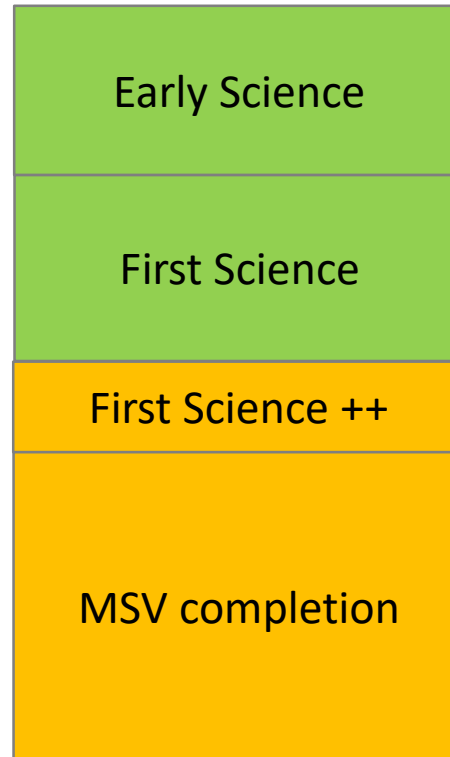 Early Science
First Science
First Science ++
MSV completion